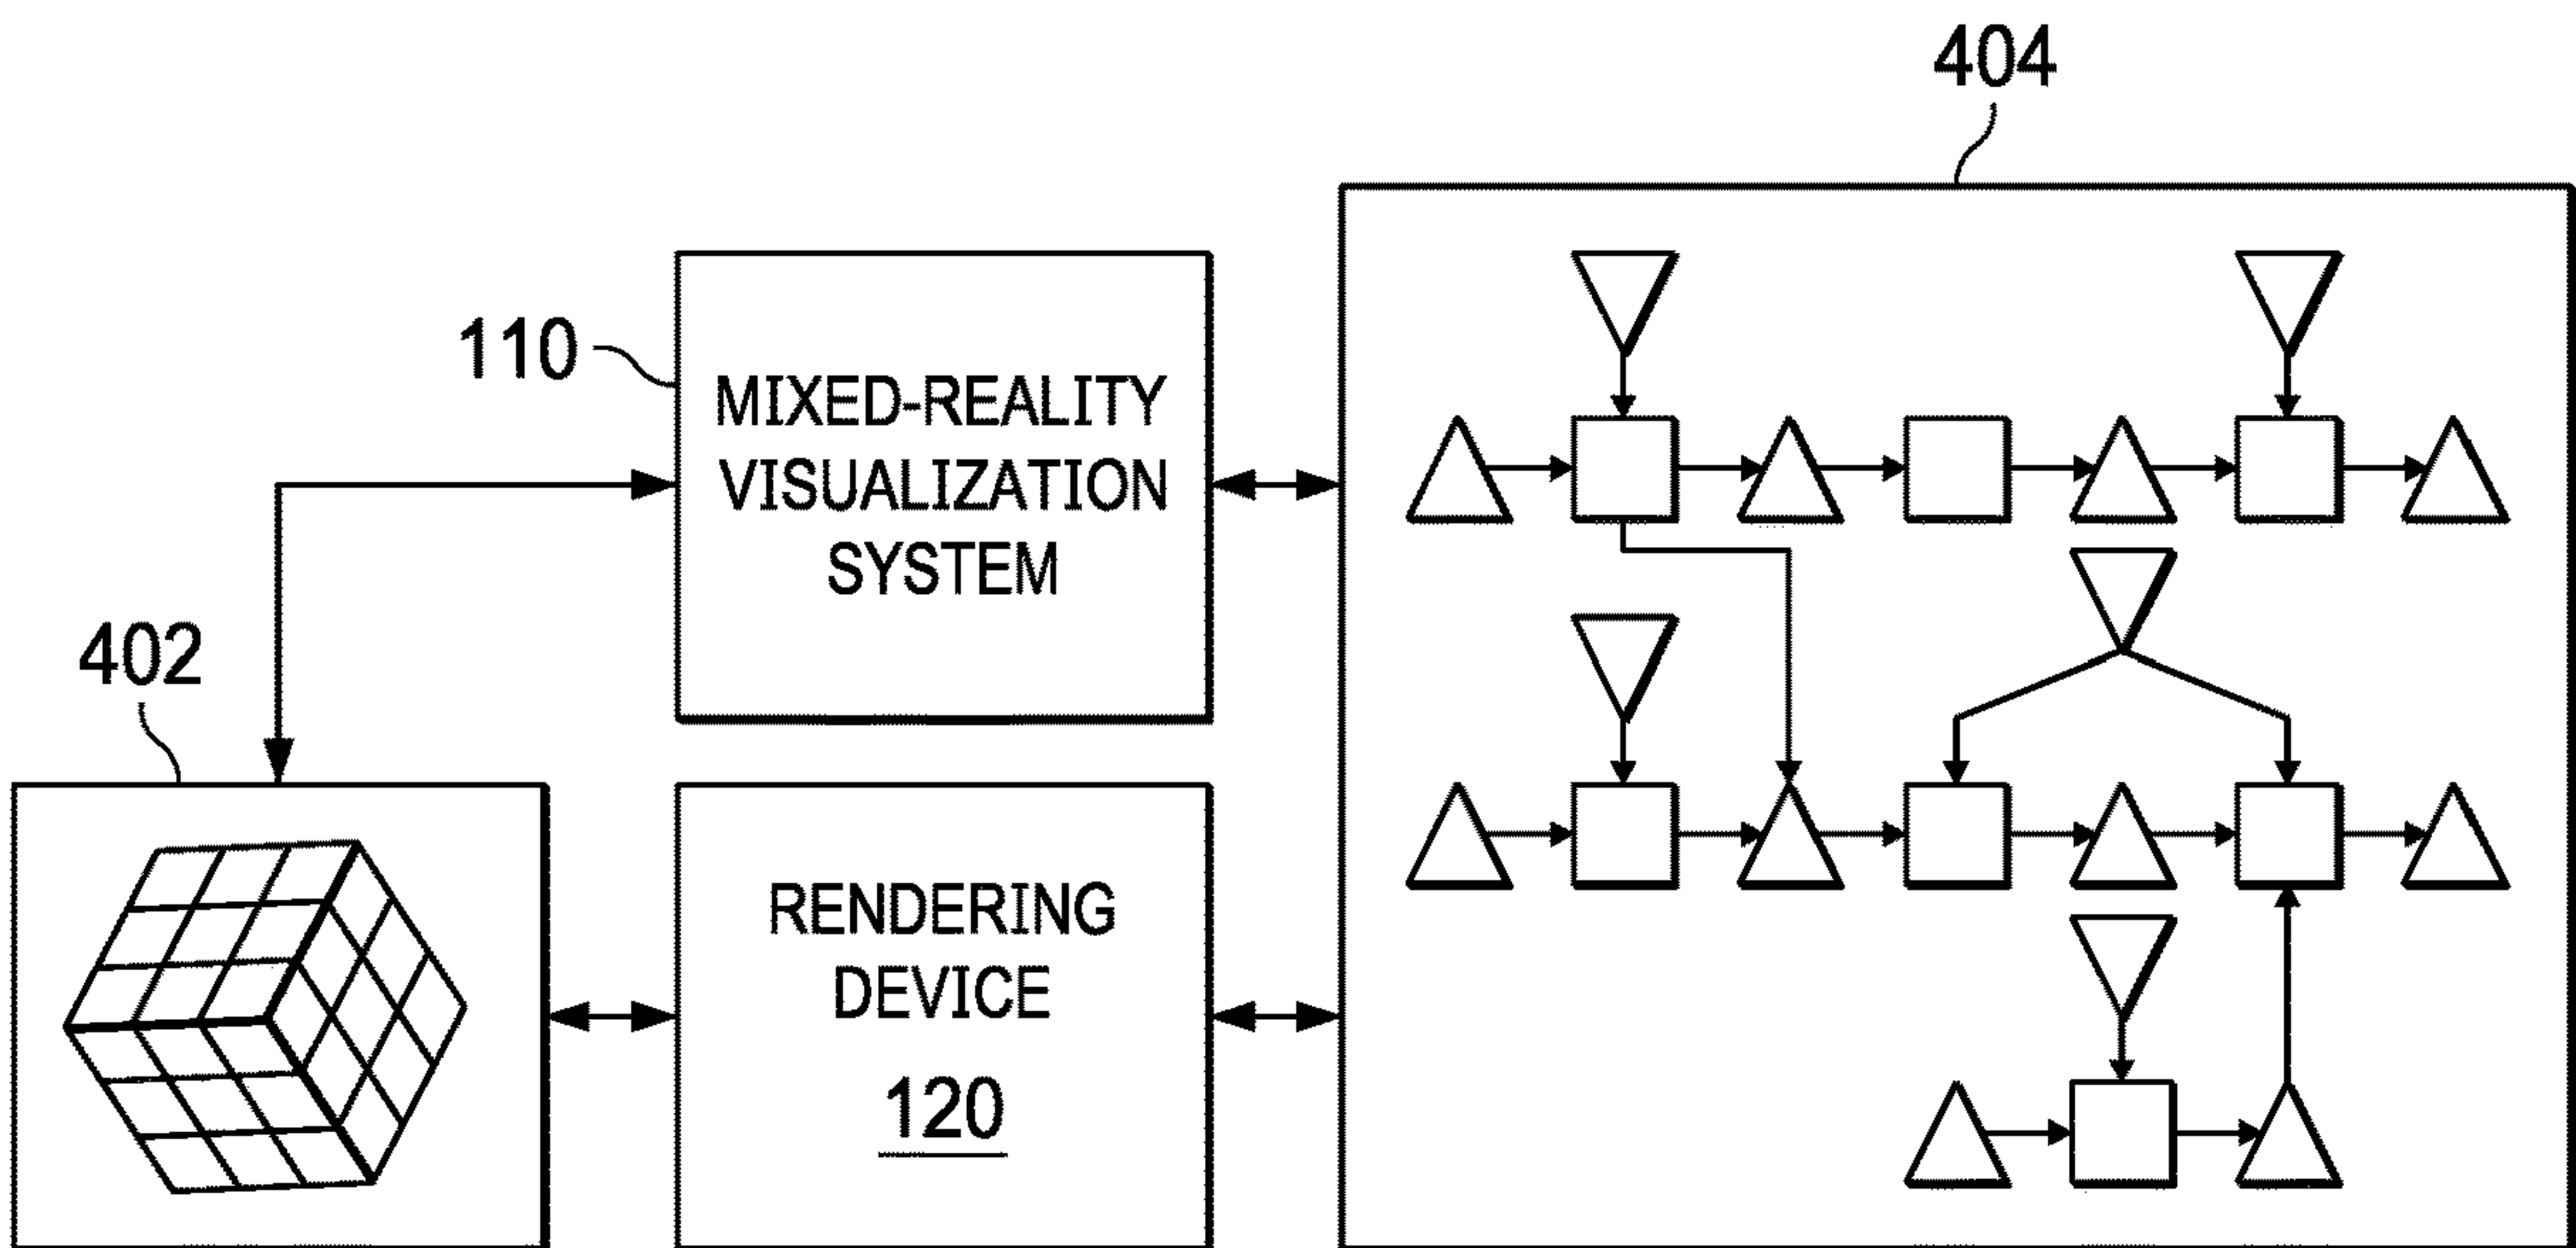 404
110
MIXED-REALITY
VISUALIZATION
SYSTEM
402
RENDERING
DEVICE
120